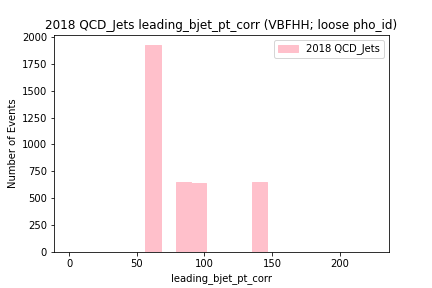 2018 QCD_Jets leading_bjet_pt_corr (VBFHH; loose pho_id)
2018 QCD_Jets
2000
1750
1500
1250
1000
750
500
250
0
Number of Events
0 50 100 150 200
leading_bjet_pt_corr